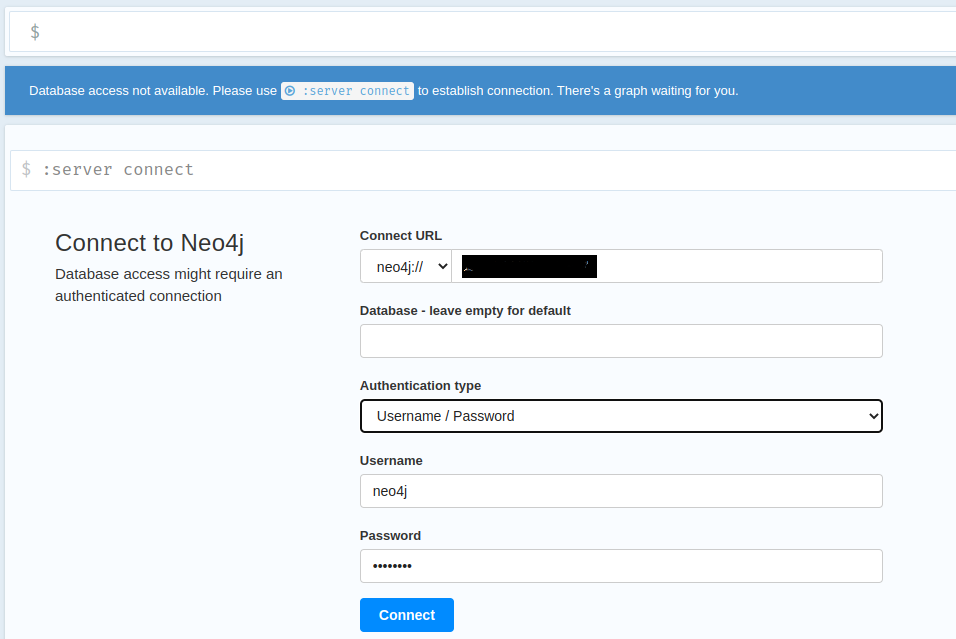 $
Database access not available. Please use :server connect to establish connection. There's a graph waiting for you.
$ :server connect
Connect to Neo4j
Database access might require an
authenticated connection
Connect URL
neo4j://
Database - leave empty for default
Authentication type
Username / Password
Username
neo4j
Password
••••••••
Connect